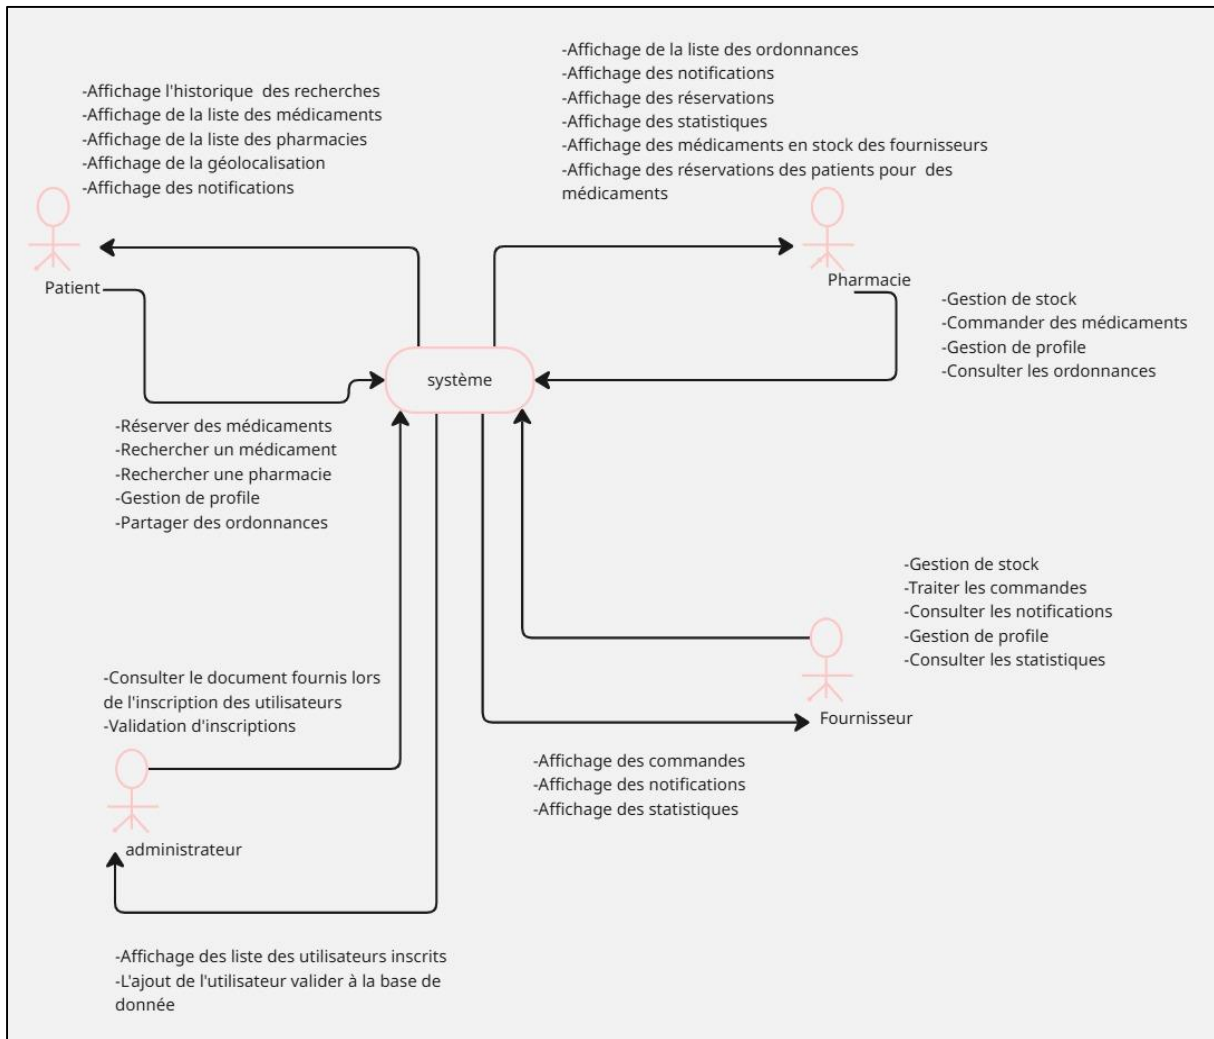 -Affichage de la liste des ordonnances
-Affichage des notifications
-Affichage des réservations
-Affichage des statistiques
-Affichage des médicaments en stock des fournisseurs
-Affichage des réservations des patients pour des
médicaments
-Affichage l'historique des recherches
-Affichage de la liste des médicaments
-Affichage de la liste des pharmacies
-Affichage de la géolocalisation
-Affichage des notifications
Patient
Pharmacie
-Gestion de stock
-Commander des médicaments
-Gestion de profile
-Consulter les ordonnances
système
-Réserver des médicaments
-Rechercher un médicament
-Rechercher une pharmacie
-Gestion de profile
-Partager des ordonnances
-Gestion de stock
-Traiter les commandes
-Consulter les notifications
-Gestion de profile
-Consulter les statistiques
Fournisseur
-Consulter le document fournis lors
de l'inscription des utilisateurs
-Validation d'inscriptions
-Affichage des commandes
-Affichage des notifications
-Affichage des statistiques
administrateur
-Affichage des liste des utilisateurs inscrits
-L'ajout de l'utilisateur valider à la base de
donnée